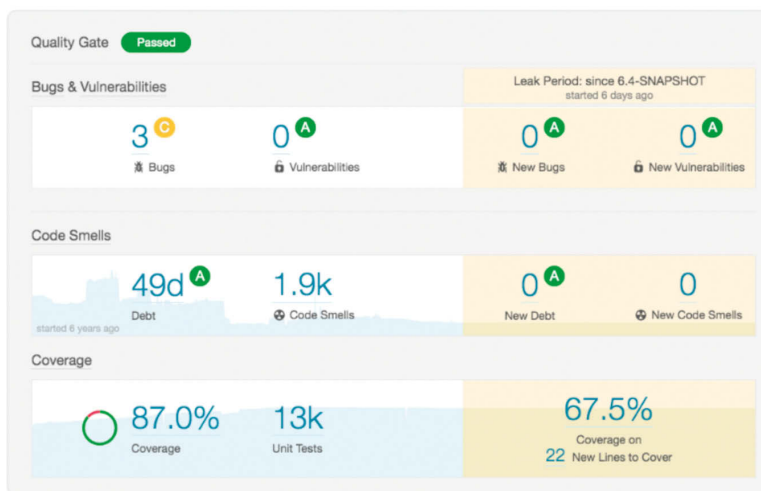 Quality Gate Passed
Bugs & Vulnerabilities
Leak Period: since 6.4-SNAPSHOT
started 6 days ago
3 C
Bugs
0 A
Vulnerabilities
0 A
New Bugs
0 A
New Vulnerabilities
Code Smells
49d A
Debt
started 6 years ago
1.9k
Code Smells
0 A
New Debt
0
New Code Smells
Coverage
87.0%
Coverage
13k
Unit Tests
67.5%
Coverage on
22 New Lines to Cover